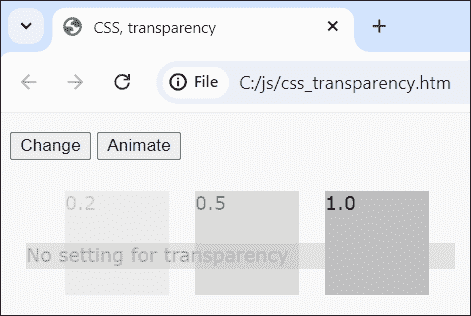 CSS, transparency
File C:/js/css_transparency.htm
Change Animate
0.2 0.5 1.0
No setting for transparency